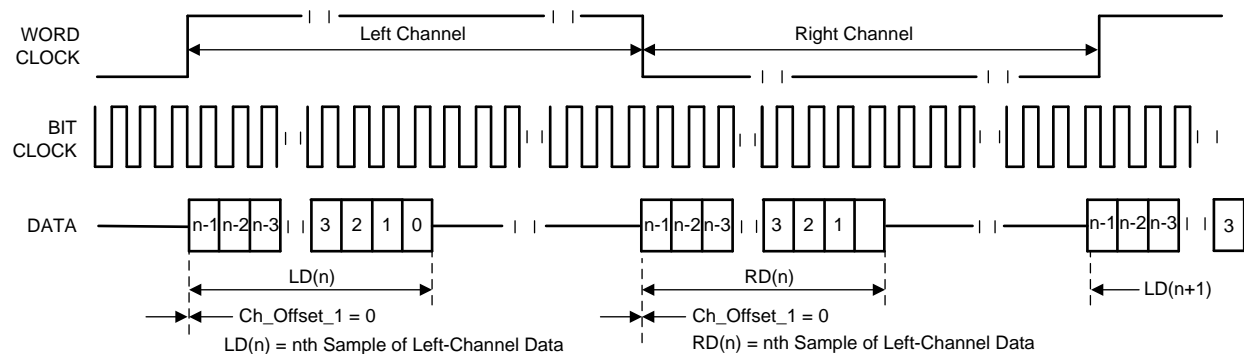 WORD
CLOCK
Left Channel
Right Channel
BIT
CLOCK
DATA
n-1 n-2 n-3 3 2 1 0 n-1 n-2 n-3 3 2 1 n-1 n-2 n-3 3
LD(n)
RD(n)
LD(n+1)
Ch_Offset_1 = 0
Ch_Offset_1 = 0
LD(n) = nth Sample of Left-Channel Data
RD(n) = nth Sample of Left-Channel Data